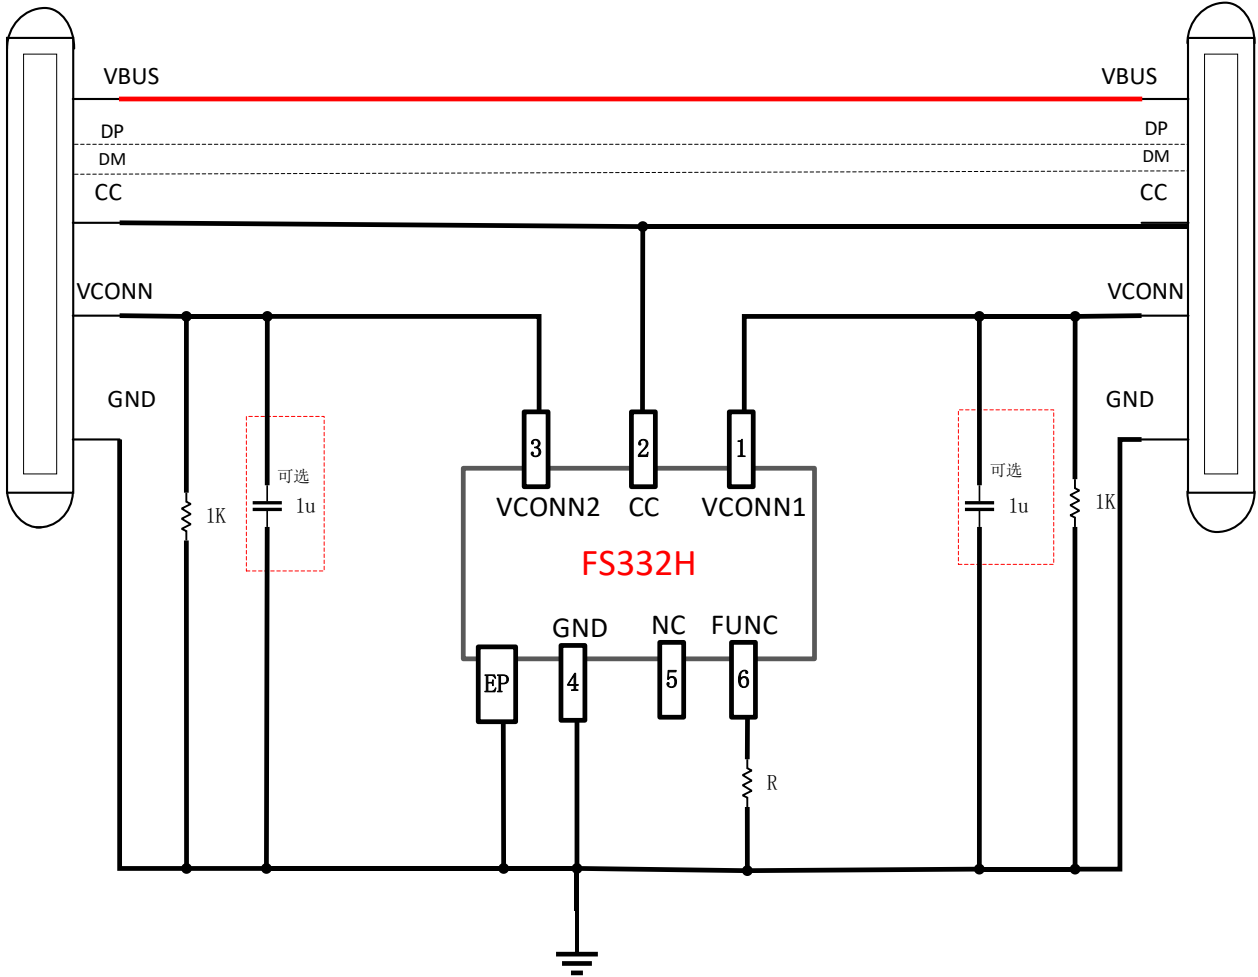 VBUS VBUS
DP DP
DM DM
CC CC
VCONN VCONN
GND GND
3 2 1
可选 可选
1K 1u 1u 1K
VCONN2 CC VCONN1
FS332H
GND NC FUNC
EP 4 5 6
R